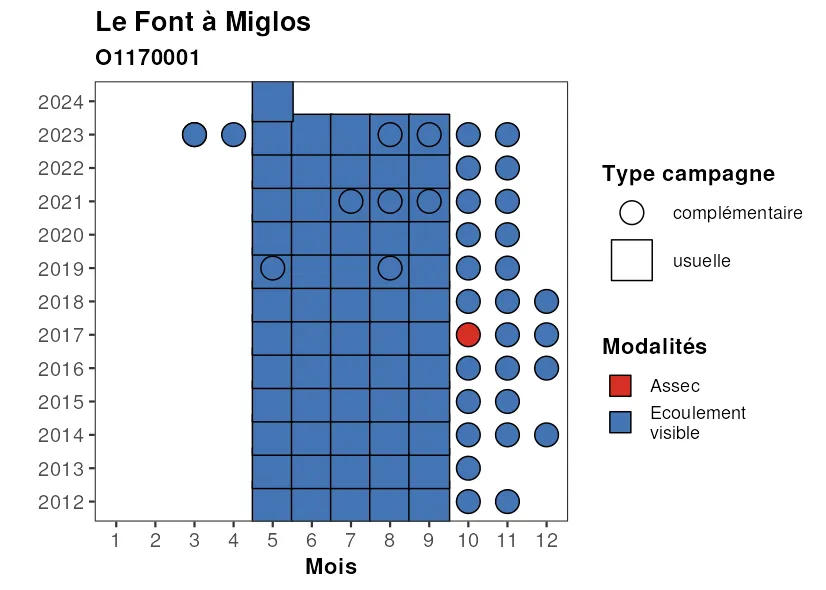 Le Font à Miglos
O1170001
2024
2023
2022
2021
2020
2019
2018
2017
2016
2015
2014
2013
2012
1 2 3 4 5 6 7 8 9 10 11 12
Mois
Type campagne
complémentaire
usuelle
Modalités
Assec
Ecoulement
visible